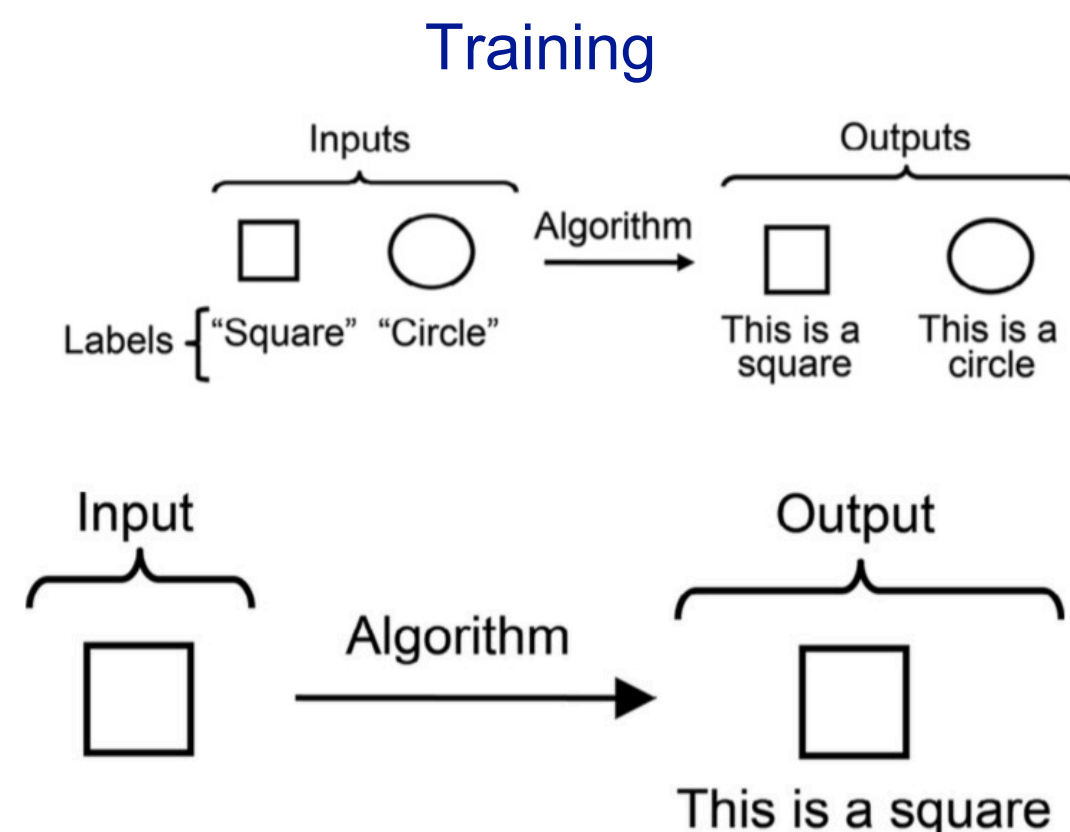 Training
Inputs
Outputs
Algorithm
Labels
“Square”
“Circle”
This is a
square
This is a
circle
Input
Output
Algorithm
This is a square